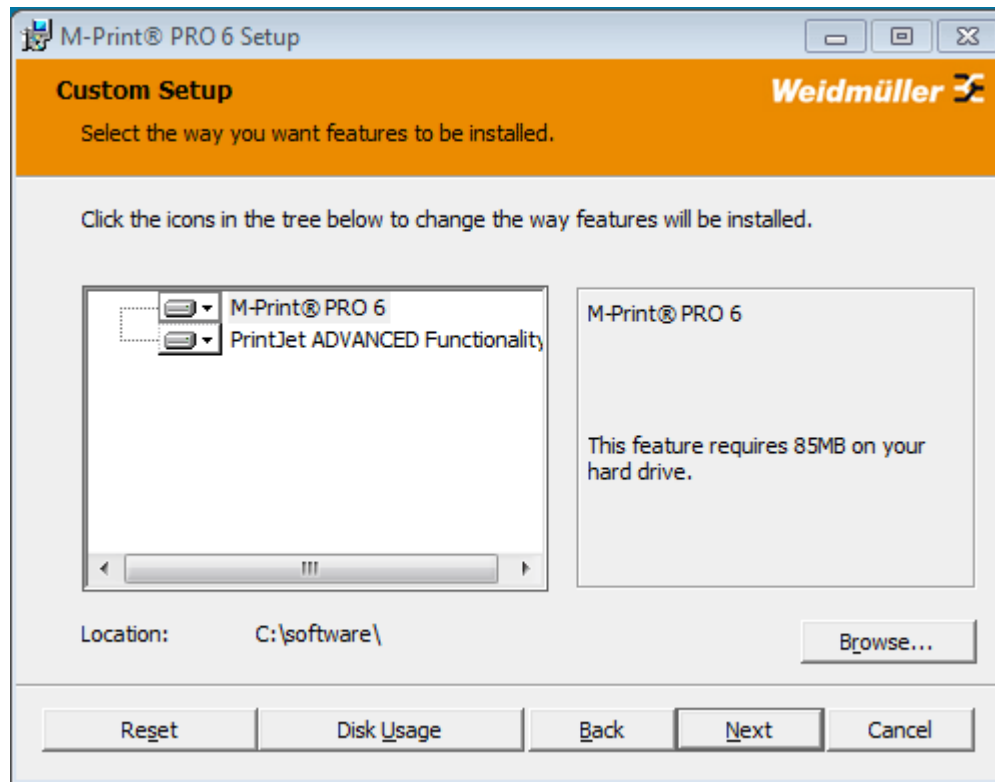 M-Print® PRO 6 Setup
Custom Setup
Weidmüller
Select the way you want features to be installed.
Click the icons in the tree below to change the way features will be installed.
M-Print® PRO 6
PrintJet ADVANCED Functionality
M-Print® PRO 6
This feature requires 85MB on your
hard drive.
Location: C:\software\
Browse...
Reset Disk Usage Back Next Cancel